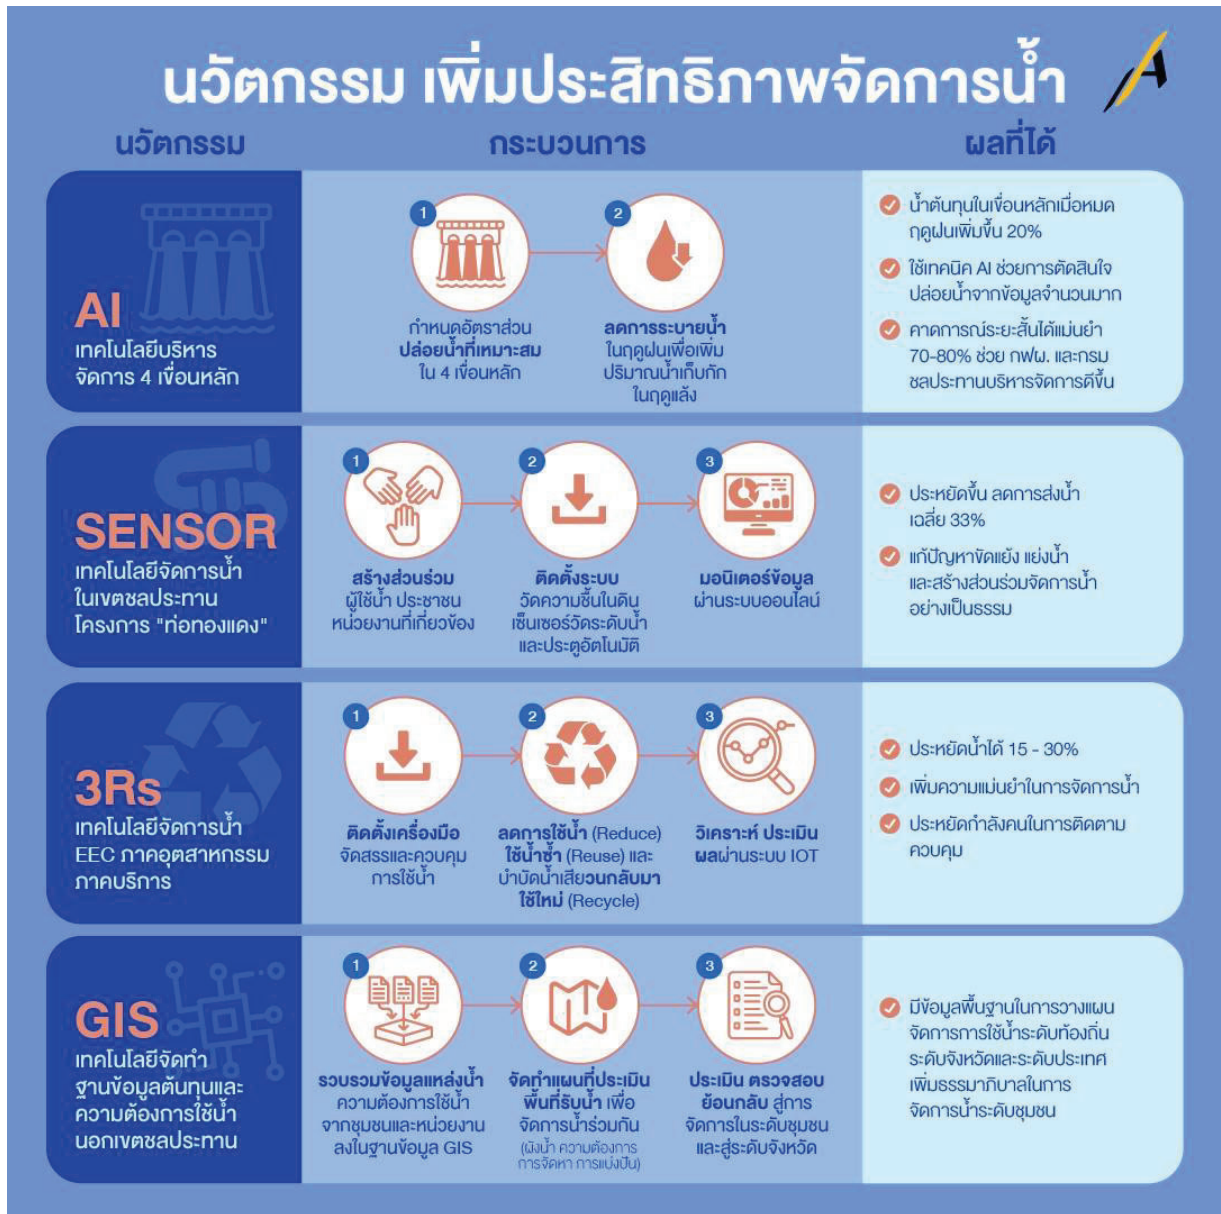 นวัตกรรม เพิ่มประสิทธิภาพจัดการน้ำ
นวัตกรรม
กระบวนการ
ผลที่ได้
AI
เทคโนโลยีบริหาร
จัดการ 4 เขื่อนหลัก
1
กำหนดอัตราส่วน
ปล่อยน้ำที่เหมาะสม
ใน 4 เขื่อนหลัก
2
ลดการระบายน้ำ
ในฤดูฝนเพื่อเพิ่ม
ปริมาณน้ำเก็บกัก
ในฤดูแล้ง
น้ำต้นทุนในเขื่อนหลักเมื่อหมด
ฤดูฝนเพิ่มขึ้น 20%
ใช้เทคนิค AI ช่วยการตัดสินใจ
ปล่อยน้ำจากข้อมูลจำนวนมาก
คาดการณ์ระยะสั้นได้แม่นยำ
70-80% ช่วย กฟผ. และกรม
ชลประทานบริหารจัดการดีขึ้น
SENSOR
เทคโนโลยีจัดการน้ำ
ในเขตชลประทาน
โครงการ "ท่อทองแดง"
1
สร้างส่วนร่วม
ผู้ใช้น้ำ ประชาชน
หน่วยงานที่เกี่ยวข้อง
2
ติดตั้งระบบ
วัดความชื้นในดิน
เซ็นเซอร์วัดระดับน้ำ
และประตูอัตโนมัติ
3
มอนิเตอร์ข้อมูล
ผ่านระบบออนไลน์
ประหยัดขึ้น ลดการส่งน้ำ
เฉลี่ย 33%
แก้ปัญหาขัดแย้ง แย่งน้ำ
และสร้างส่วนร่วมจัดการน้ำ
อย่างเป็นธรรม
3Rs
เทคโนโลยีจัดการน้ำ
EEC ภาคอุตสาหกรรม
ภาคบริการ
1
ติดตั้งเครื่องมือ
จัดสรรและควบคุม
การใช้น้ำ
2
ลดการใช้น้ำ (Reduce)
ใช้น้ำซ้ำ (Reuse) และ
บำบัดน้ำเสียวนกลับมา
ใช้ใหม่ (Recycle)
3
วิเคราะห์ ประเมิน
ผลผ่านระบบ IOT
ประหยัดน้ำได้ 15 - 30%
เพิ่มความแม่นยำในการจัดการน้ำ
ประหยัดกำลังคนในการติดตาม
ควบคุม
GIS
เทคโนโลยีจัดทำ
ฐานข้อมูลต้นทุนและ
ความต้องการใช้น้ำ
นอกเขตชลประทาน
1
รวบรวมข้อมูลแหล่งน้ำ
ความต้องการใช้น้ำ
จากชุมชนและหน่วยงาน
ลงในฐานข้อมูล GIS
2
จัดทำแผนที่ประเมิน
พื้นที่รับน้ำ เพื่อ
จัดการน้ำร่วมกัน
(ผังน้ำ ความต้องการ
การจัดหา การแบ่งปัน)
3
ประเมิน ตรวจสอบ
ย้อนกลับ สู่การ
จัดการในระดับชุมชน
และสู่ระดับจังหวัด
มีข้อมูลพื้นฐานในการวางแผน
จัดการการใช้น้ำระดับท้องถิ่น
ระดับจังหวัดและระดับประเทศ
เพิ่มธรรมาภิบาลในการ
จัดการน้ำระดับชุมชน